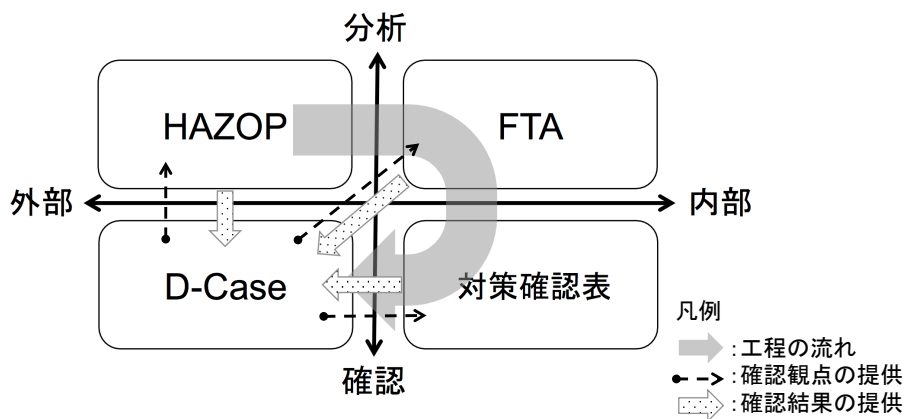 分析
HAZOP
FTA
外部
内部
D-Case
対策確認表
確認
凡例
:工程の流れ
:確認観点の提供
:確認結果の提供